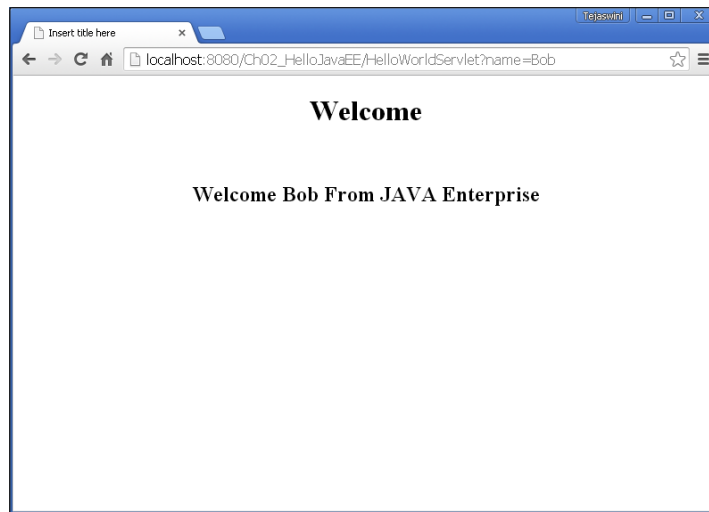 Tejaswini
Insert title here
localhost:8080/Ch02_HelloJavaEE/HelloWorldServlet?name=Bob
Welcome
Welcome Bob From JAVA Enterprise